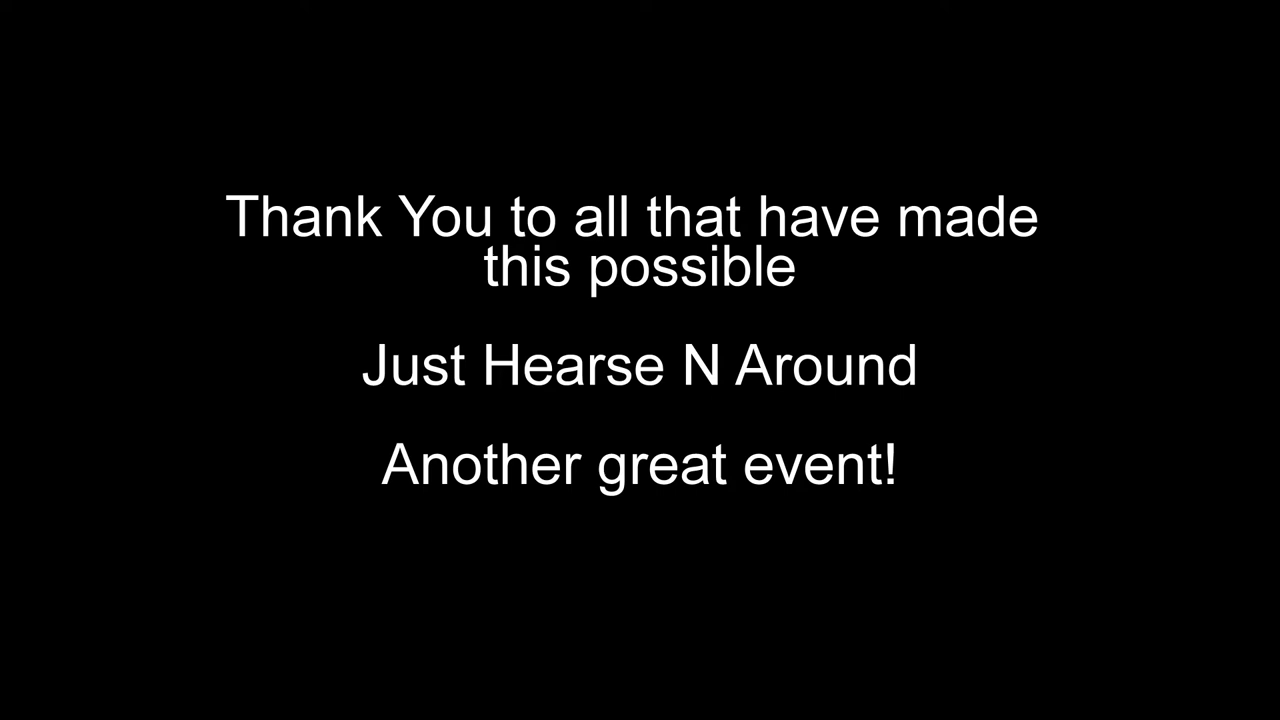 Thank You to all that have made
this possible
Just Hearse N Around
Another great event!